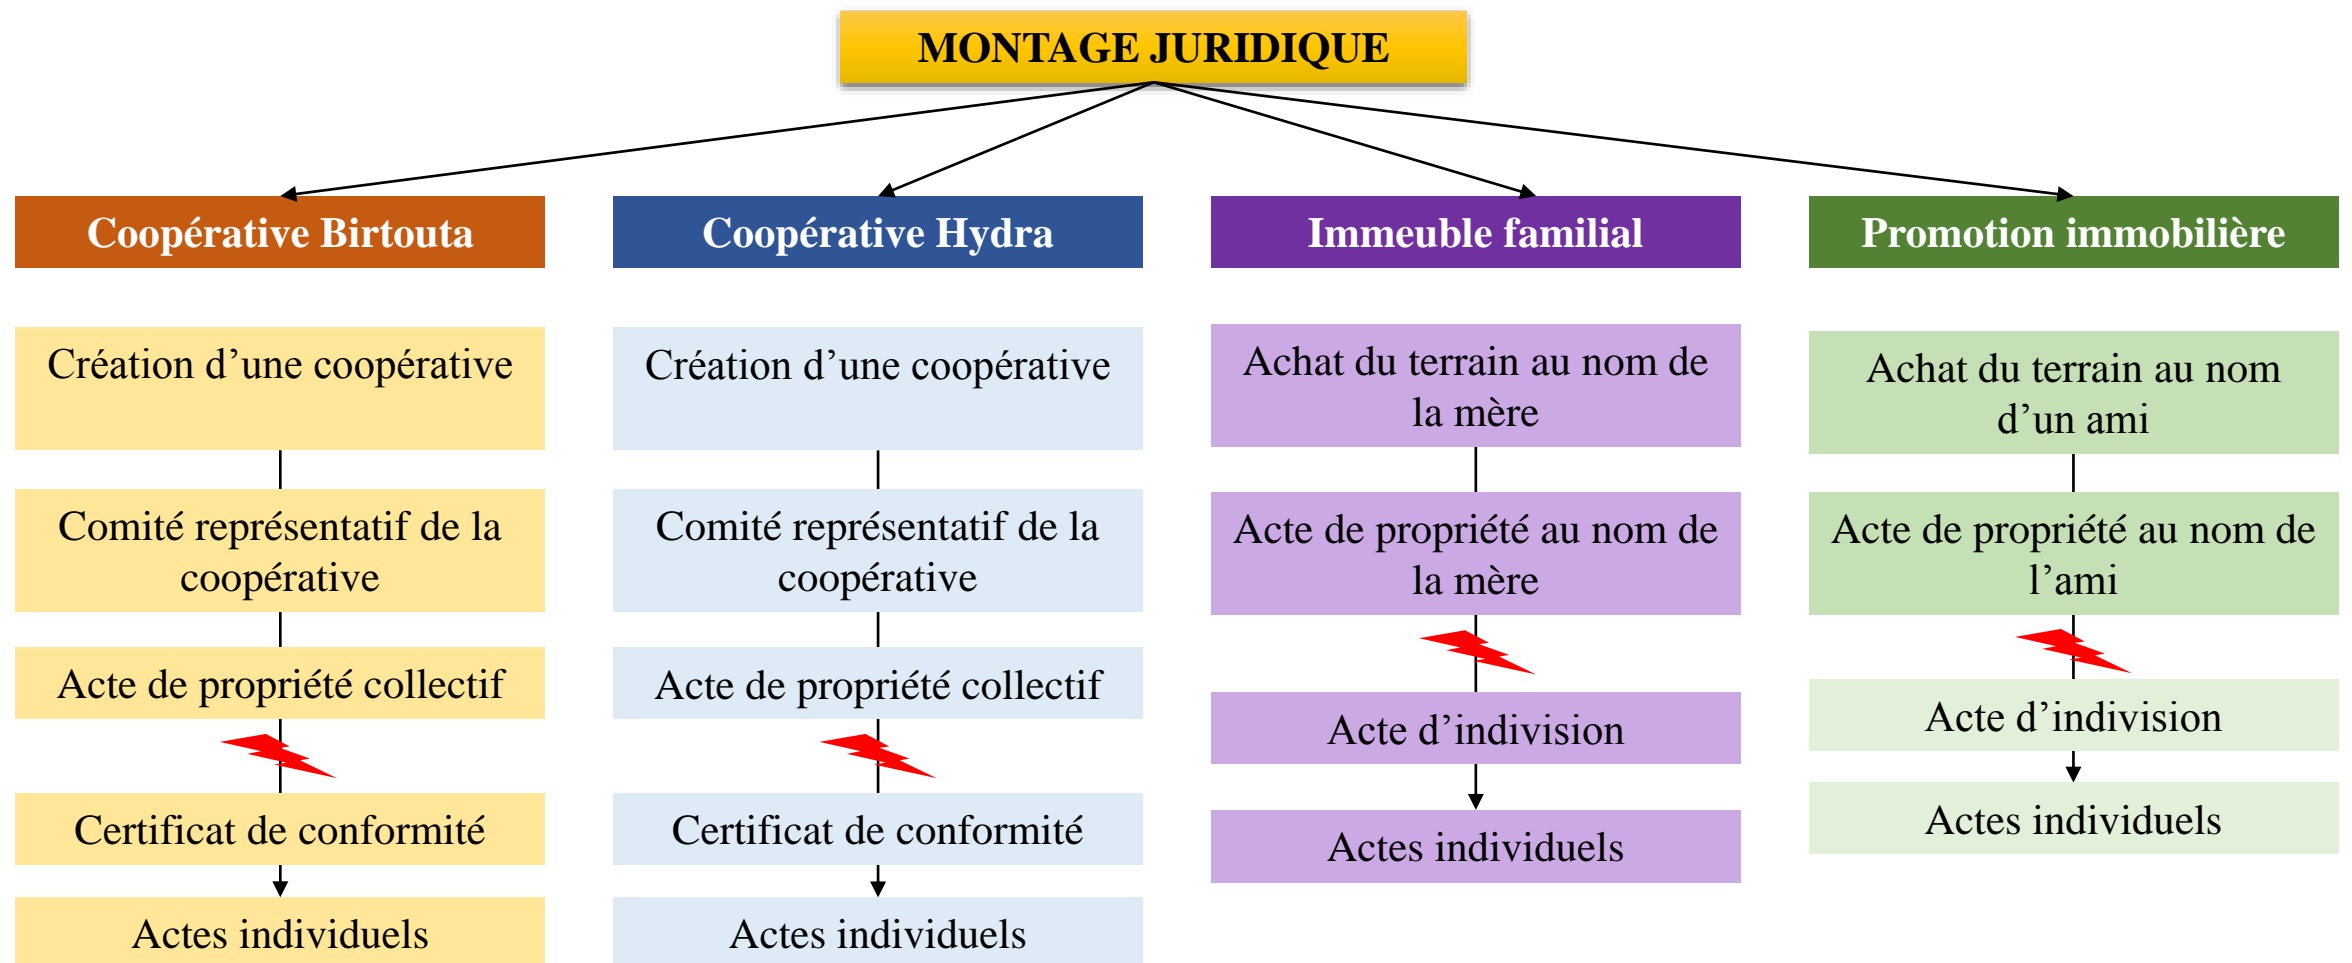 MONTAGE JURIDIQUE
Coopérative Birtouta
Création d’une coopérative
Comité représentatif de la
coopérative
Acte de propriété collectif
Certificat de conformité
Actes individuels
Coopérative Hydra
Création d’une coopérative
Comité représentatif de la
coopérative
Acte de propriété collectif
Certificat de conformité
Actes individuels
Immeuble familial
Achat du terrain au nom de
la mère
Acte de propriété au nom de
la mère
Acte d’indivision
Actes individuels
Promotion immobilière
Achat du terrain au nom
d’un ami
Acte de propriété au nom de
l’ami
Acte d’indivision
Actes individuels